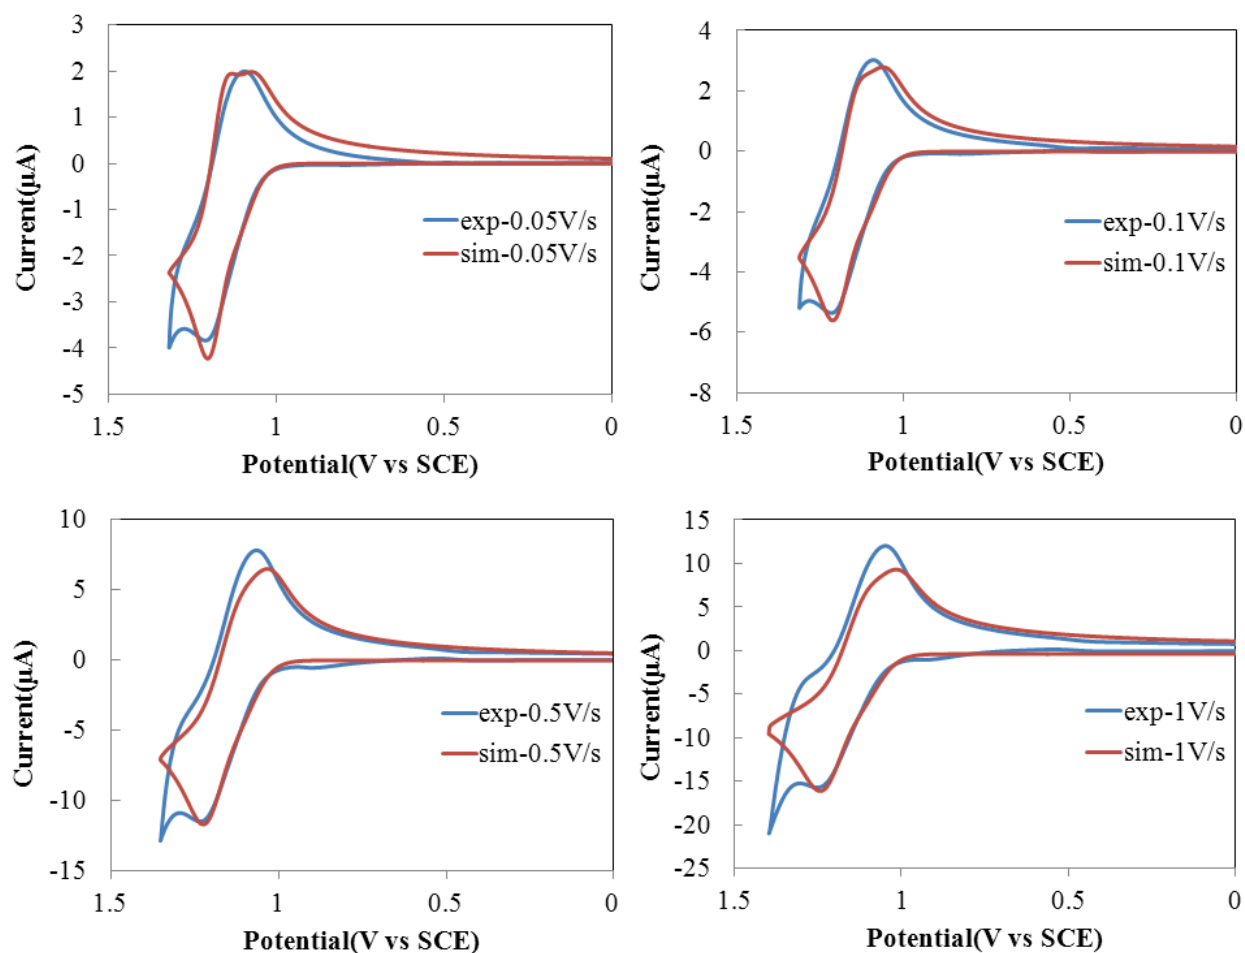 3
2
1
0
-1
-2
-3
-4
-5
1.5
1
0.5
0
Current(µA)
Potential(V vs SCE)
exp-0.05V/s
sim-0.05V/s
4
2
0
-2
-4
-6
-8
1.5
1
0.5
0
Current(µA)
Potential(V vs SCE)
exp-0.1V/s
sim-0.1V/s
10
5
0
-5
-10
-15
1.5
1
0.5
0
Current(µA)
Potential(V vs SCE)
exp-0.5V/s
sim-0.5V/s
15
10
5
0
-5
-10
-15
-20
-25
1.5
1
0.5
0
Current(µA)
Potential(V vs SCE)
exp-1V/s
sim-1V/s